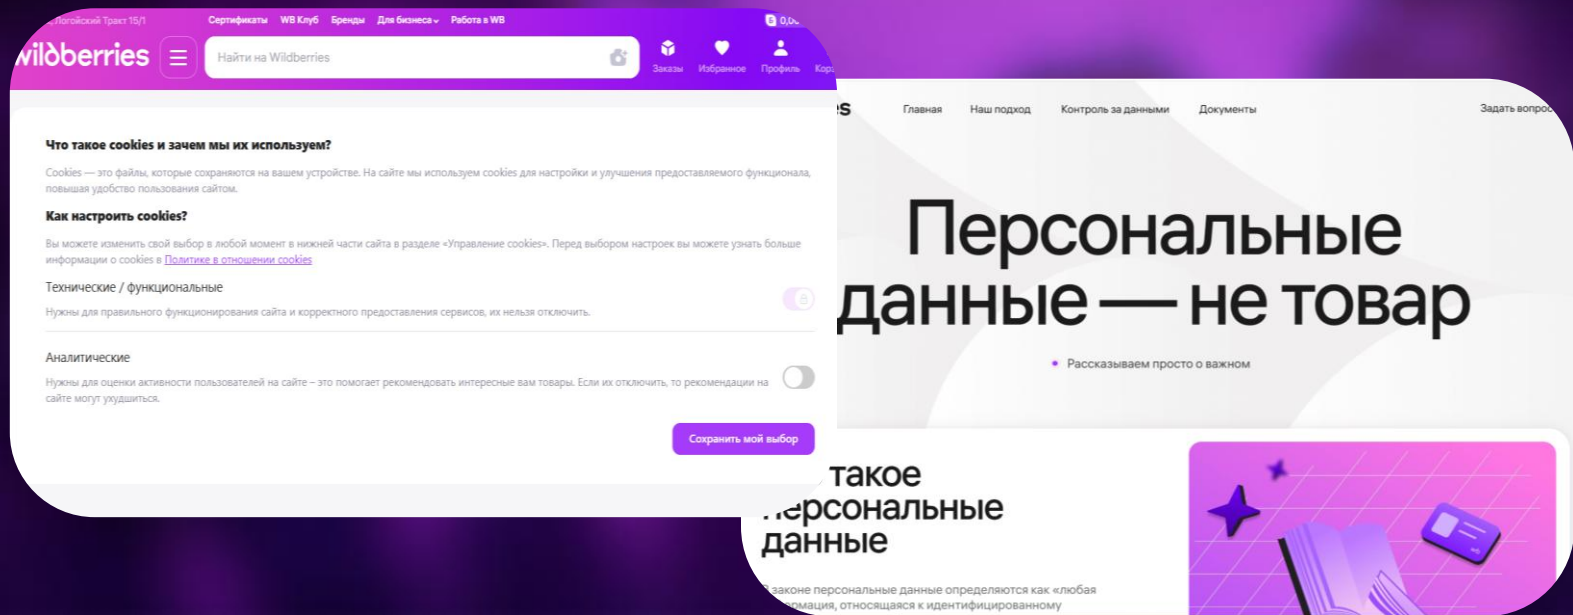 Логойский Тракт 15/1
Сертификаты WB Клуб Бренды Для бизнеса Работа в WB
wildberries
Найти на Wildberries
Заказы Избранное Профиль
Что такое cookies и зачем мы их используем?
Cookies — это файлы, которые сохраняются на вашем устройстве. На сайте мы используем cookies для настройки и улучшения предоставляемого функционала,
повышая удобство пользования сайтом.
Как настроить cookies?
Вы можете изменить свой выбор в любой момент в нижней части сайта в разделе «Управление cookies». Перед выбором настроек вы можете узнать больше
информации о cookies в Политике в отношении cookies
Технические / функциональные
Нужны для правильного функционирования сайта и корректного предоставления сервисов, их нельзя отключить.
Аналитические
Нужны для оценки активности пользователей на сайте – это помогает рекомендовать интересные вам товары. Если их отключить, то рекомендации на
сайте могут ухудшиться.
Сохранить мой выбор
Главная Наш подход Контроль за данными Документы Задать вопрос
Персональные
данные — не товар
Рассказываем просто о важном
такое
персональные
данные
законе персональные данные определяются как «любая
относящаяся к идентифицированному